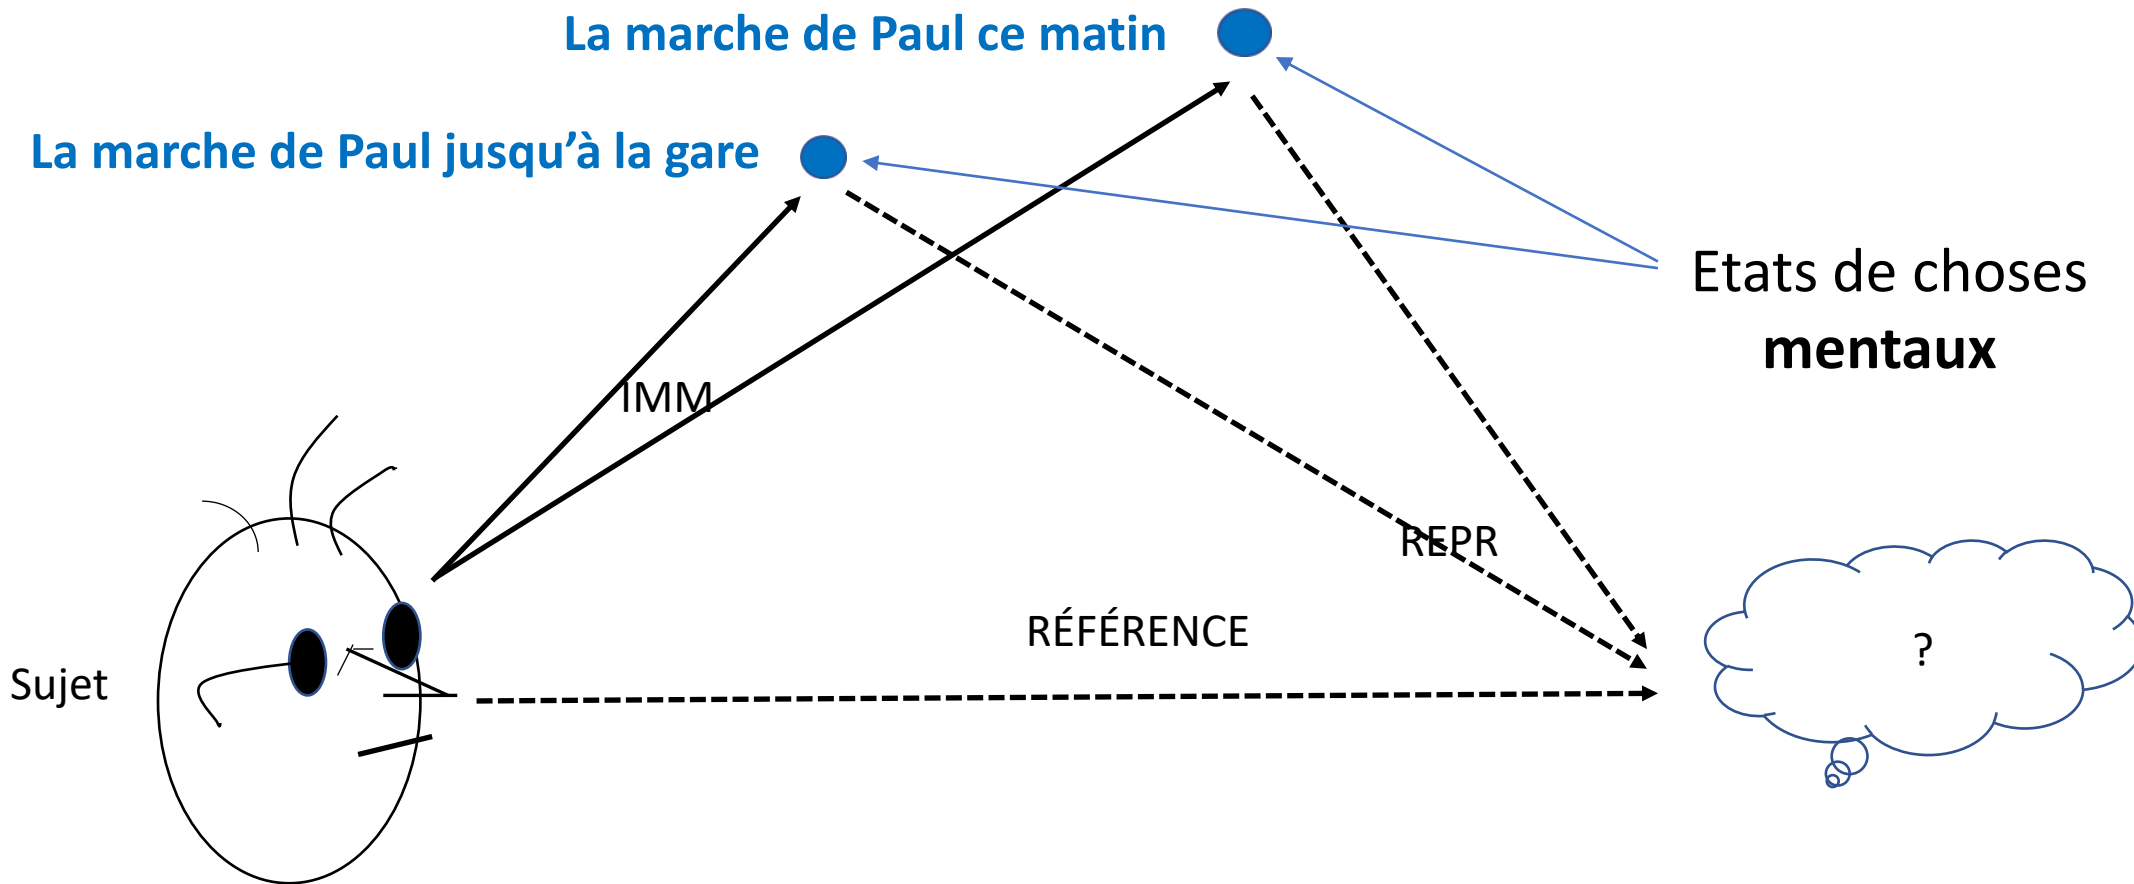 La marche de Paul ce matin
La marche de Paul jusqu’à la gare
Etats de choses
mentaux
IMM
REPR
RÉFÉRENCE
?
Sujet